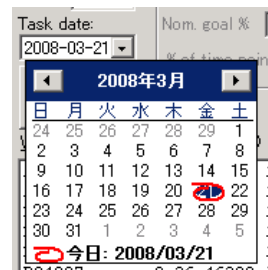 Task date:
Nom. goal %
2008-03-21
% of time
2008年3月
日 月 火 水 木 金 土
24 25 26 27 28 29 1
2 3 4 5 6 7 8
9 10 11 12 13 14 15
16 17 18 19 20 21 22
23 24 25 26 27 28 29
30 31 1 2 3 4 5
今日: 2008/03/21